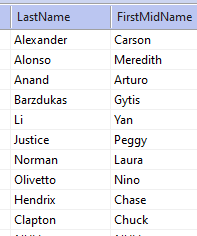 LastName FirstMidName
Alexander Carson
Alonso Meredith
Anand Arturo
Barzdukas Gytis
Li Yan
Justice Peggy
Norman Laura
Olivetto Nino
Hendrix Chase
Clapton Chuck